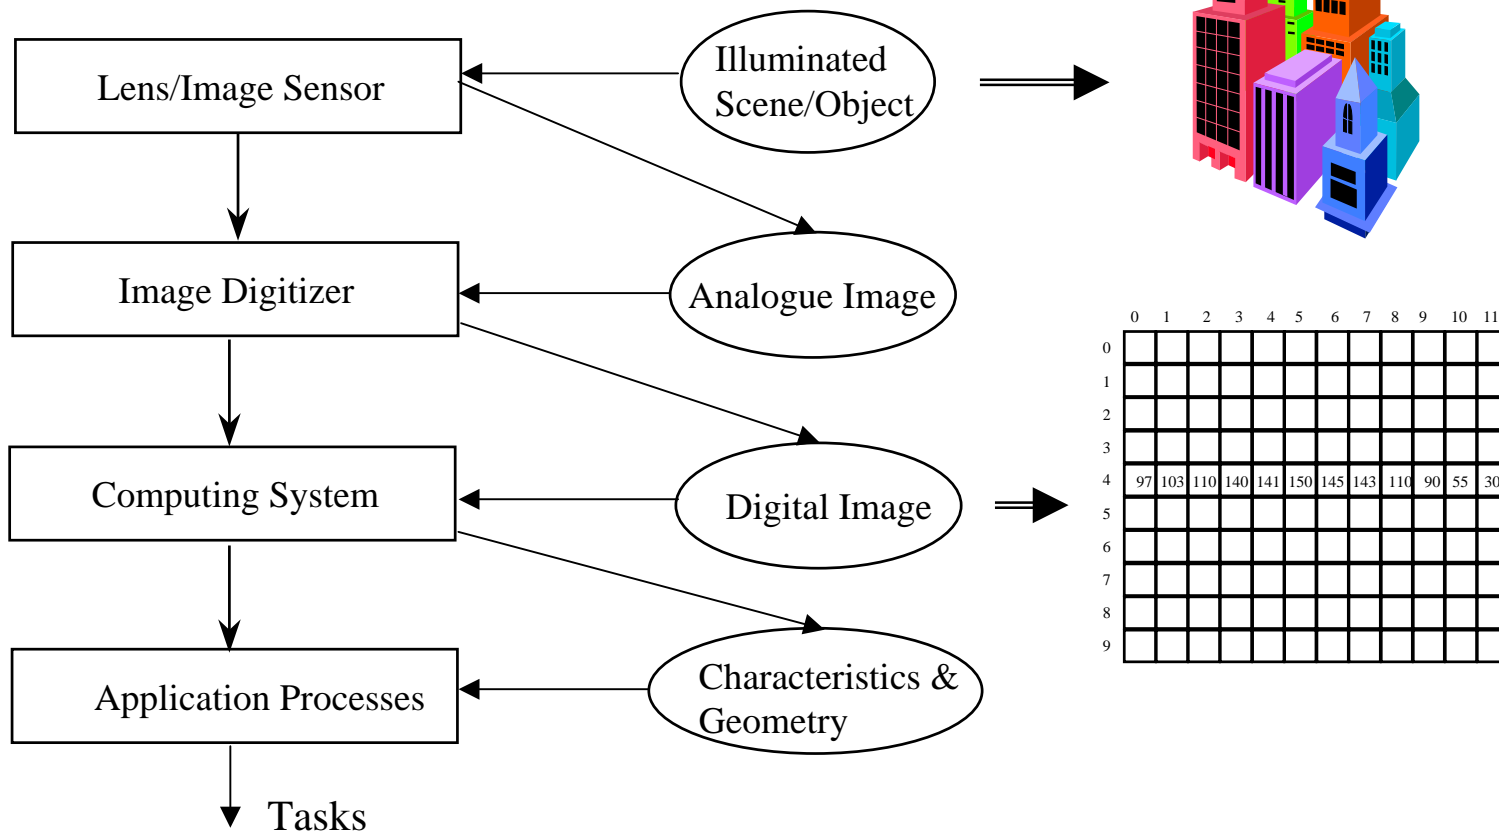 Lens/Image Sensor
Illuminated
Scene/Object
Image Digitizer
Analogue Image
0 1 2 3 4 5 6 7 8 9 10 11
0
1
2
3
4 97 103 110 140 141 150 145 143 110 90 55 30
5
6
7
8
9
Computing System
Digital Image
Application Processes
Characteristics &
Geometry
Tasks